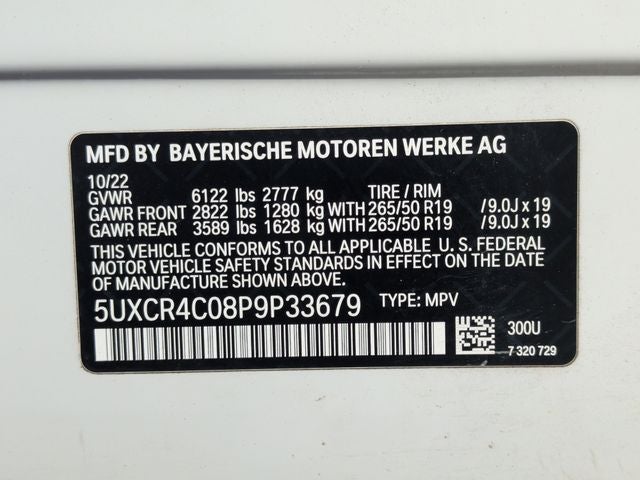 MFD BY BAYERISCHE MOTOREN WERKE AG
10/22
GVWR 6122 lbs 2777 kg TIRE / RIM
GAWR FRONT 2822 lbs 1280 kg WITH 265/50 R19 /9.0J x 19
GAWR REAR 3589 lbs 1628 kg WITH 265/50 R19 /9.0J x 19
THIS VEHICLE CONFORMS TO ALL APPLICABLE U.S. FEDERAL
MOTOR VEHICLE SAFETY STANDARDS IN EFFECT ON THE DATE
OF MANUFACTURE SHOWN ABOVE.
5UXCR4C08P9P33679 TYPE: MPV
300U
7 320 729